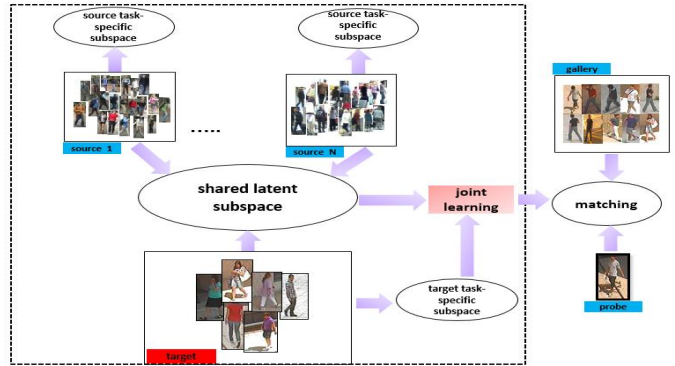 source task-
specific
subspace
source task-
specific
subspace
gallery
source 1
.....
source N
shared latent
subspace
joint
learning
matching
target task-
specific
subspace
probe
target